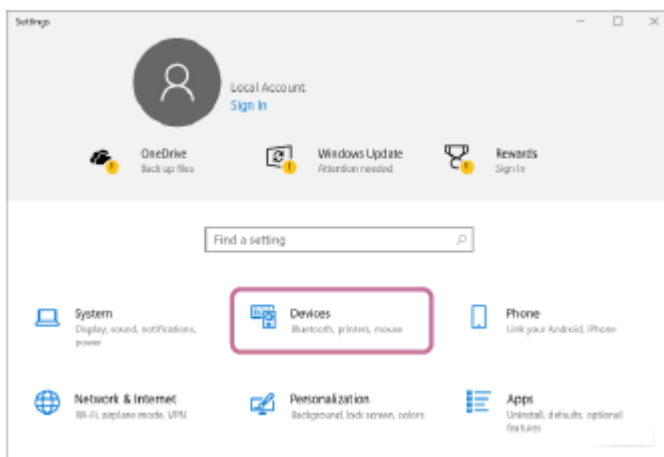 Settings
Local Account
Sign In
OneDrive
Back up files
Windows Update
Attention needed
Rewards
Sign In
Find a setting
System
Display, sound, notifications,
power
Devices
Bluetooth, printers, mouse
Phone
Link your Android, iPhone
Network & Internet
Wi-Fi, airplane mode, VPN
Personalization
Background, lock screen, colors
Apps
Uninstall, defaults, optional
features